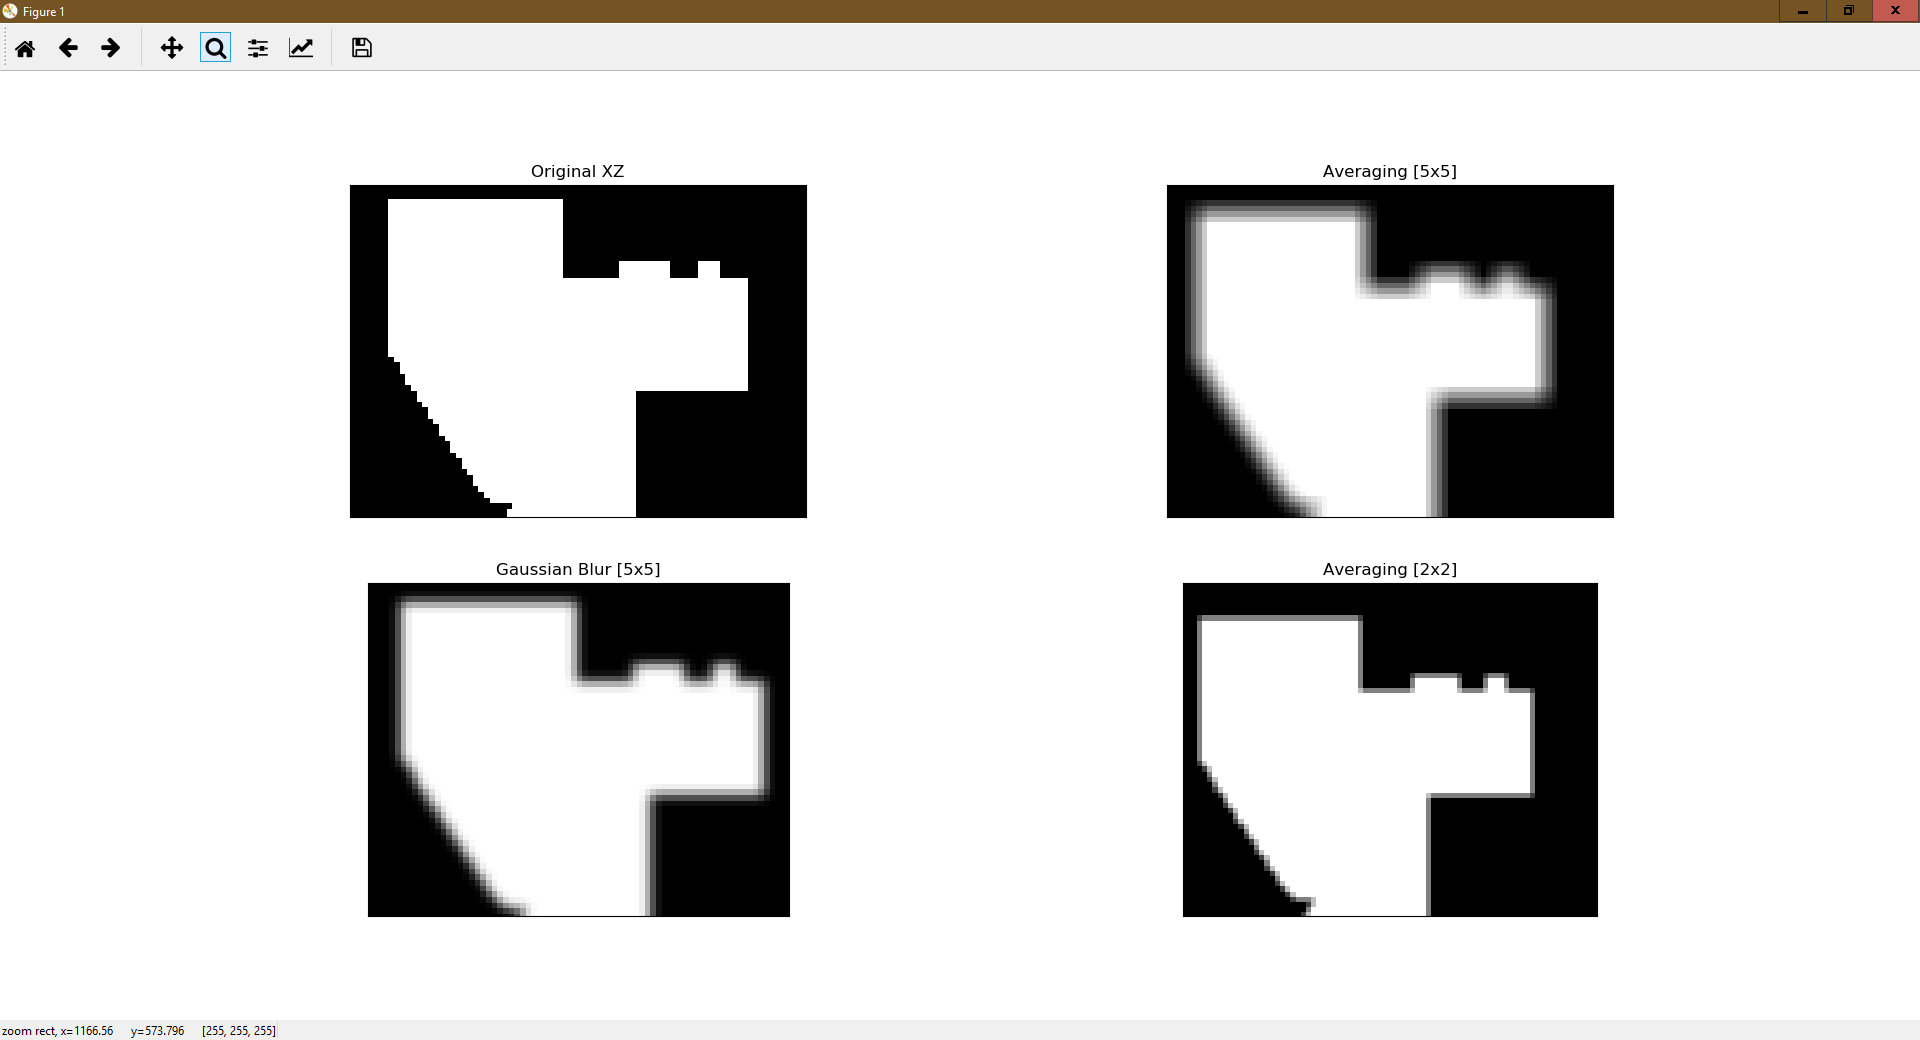 Figure 1
Original XZ
Averaging [5x5]
Gaussian Blur [5x5]
Averaging [2x2]
zoom rect, x=1166.56 y=573.796 [255, 255, 255]